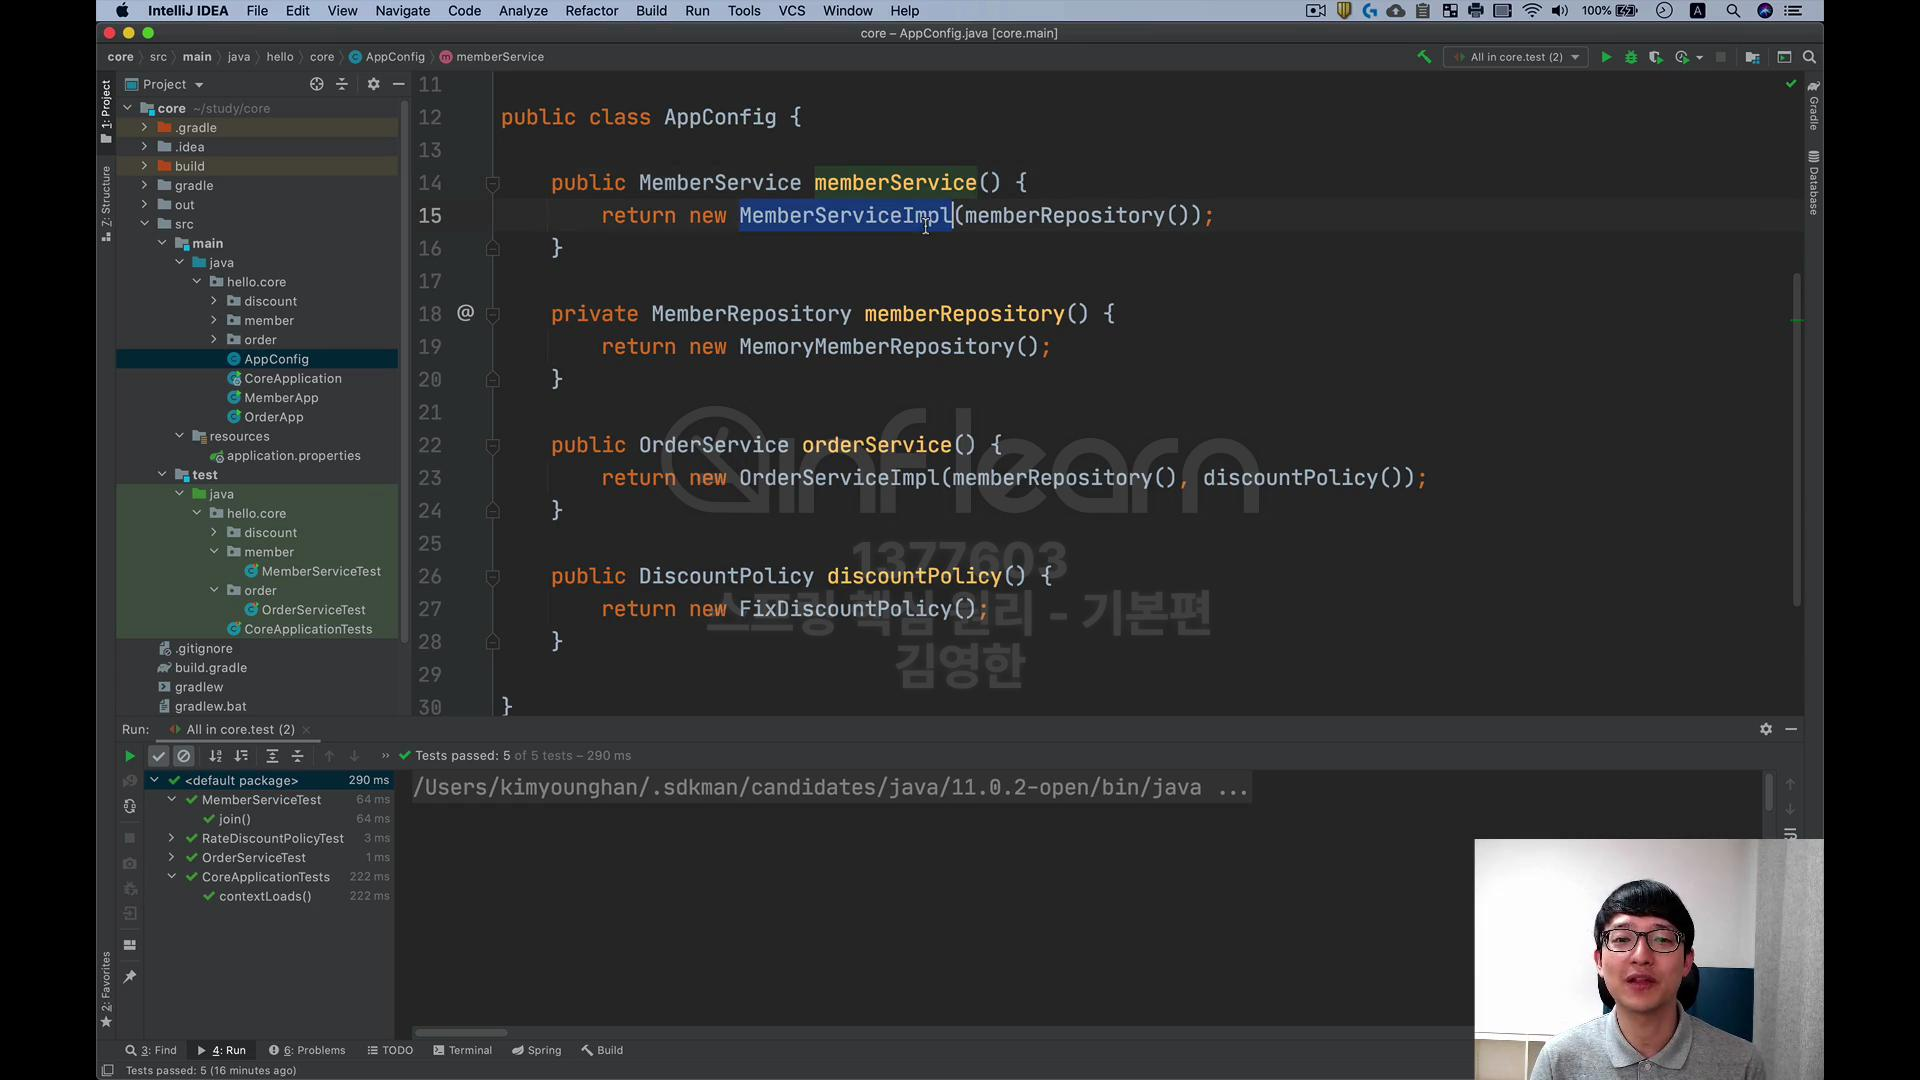 IntelliJ IDEA File Edit View Navigate Code Analyze Refactor Build Run Tools VCS Window Help 100% A
core – AppConfig.java [core.main]
core src main java hello core AppConfig memberService All in core.test (2)
1: Project
Z: Structure
2: Favorites
Gradle
Database
Project
core ~/study/core
.gradle
.idea
build
gradle
out
src
main
java
hello.core
discount
member
order
AppConfig
CoreApplication
MemberApp
OrderApp
resources
application.properties
test
java
hello.core
discount
member
MemberServiceTest
order
OrderServiceTest
CoreApplicationTests
.gitignore
build.gradle
gradlew
gradlew.bat
11
12 public class AppConfig {
13
14 public MemberService memberService() {
15 return new MemberServiceImpl(memberRepository());
16 }
17
18 @ private MemberRepository memberRepository() {
19 return new MemoryMemberRepository();
20 }
21
22 public OrderService orderService() {
23 return new OrderServiceImpl(memberRepository(), discountPolicy());
24 }
25
26 public DiscountPolicy discountPolicy() {
27 return new FixDiscountPolicy();
28 }
29
30 }
inflearn
1377603
스프링 핵심 원리 - 기본편
김영한
Run: All in core.test (2)
Tests passed: 5 of 5 tests – 290 ms
<default package> 290 ms
MemberServiceTest 64 ms
join() 64 ms
RateDiscountPolicyTest 3 ms
OrderServiceTest 1 ms
CoreApplicationTests 222 ms
contextLoads() 222 ms
/Users/kimyounghan/.sdkman/candidates/java/11.0.2-open/bin/java ...
3: Find 4: Run 6: Problems TODO Terminal Spring Build
Tests passed: 5 (16 minutes ago)